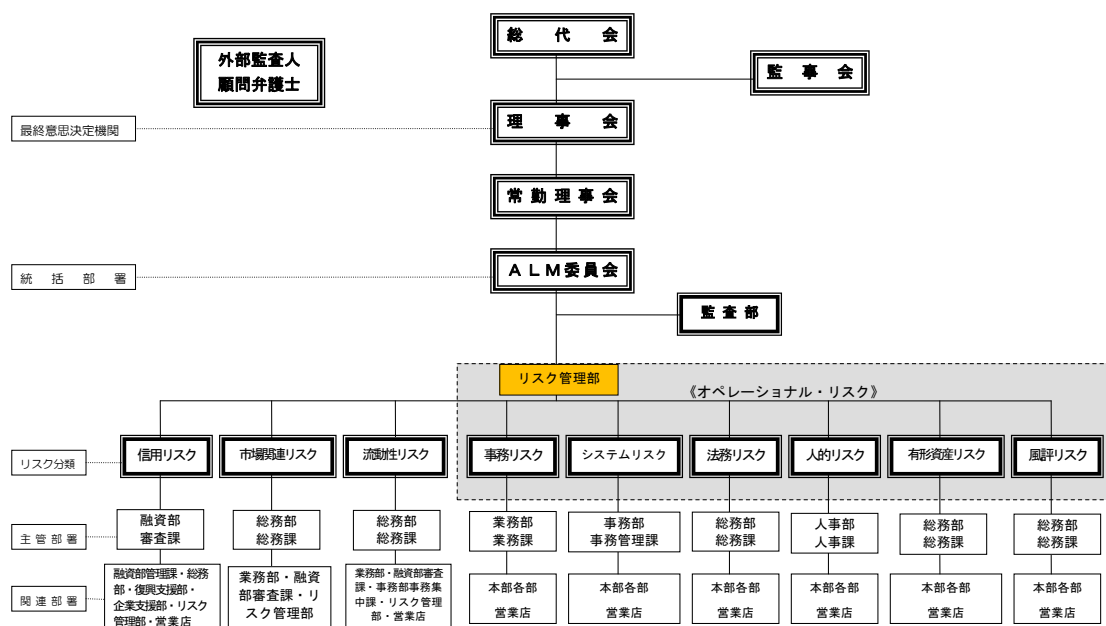 総代会
外部監査人
顧問弁護士
監事会
最終意思決定機関
理事会
常勤理事会
統括部署
ALM委員会
監査部
リスク管理部
《オペレーショナル・リスク》
リスク分類
信用リスク
市場関連リスク
流動性リスク
事務リスク
システムリスク
法務リスク
人的リスク
有形資産リスク
風評リスク
主管部署
融資部
審査課
総務部
総務課
総務部
総務課
業務部
業務課
事務部
事務管理課
総務部
総務課
人事部
人事課
総務部
総務課
総務部
総務課
関連部署
融資部管理課・総務
部・復興支援部・
企業支援部・リスク
管理部・営業店
業務部・融資
部審査課・リ
スク管理部
業務部・融資部審査
課・事務部事務集
中課・リスク管理
部・営業店
本部各部
営業店
本部各部
営業店
本部各部
営業店
本部各部
営業店
本部各部
営業店
本部各部
営業店